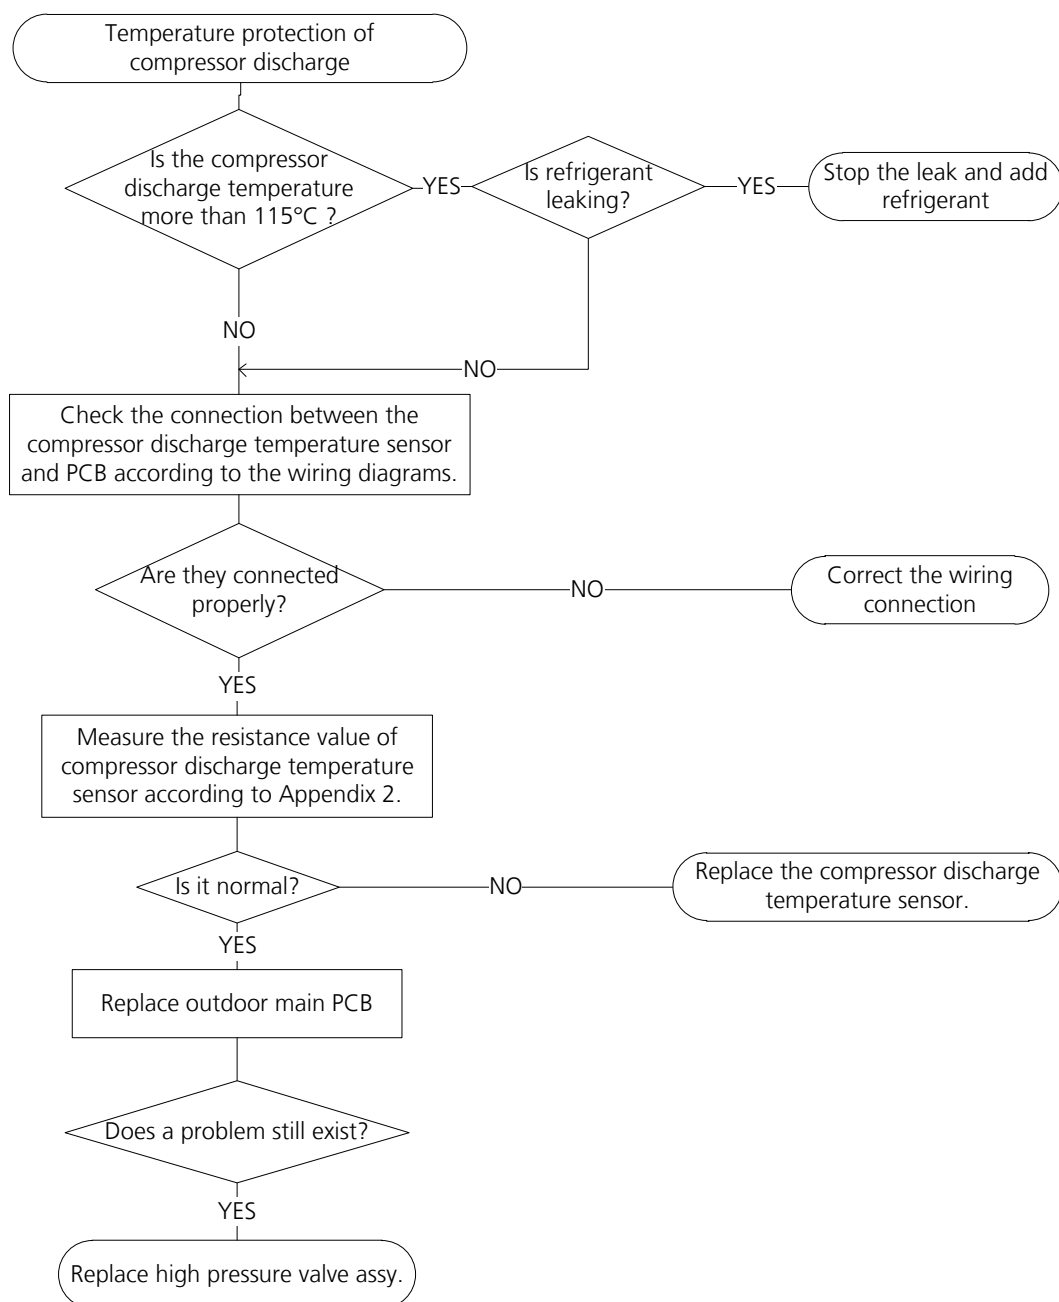 Temperature protection of
compressor discharge
Is the compressor
discharge temperature
more than 115°C ?
YES
Is refrigerant
leaking?
YES
Stop the leak and add
refrigerant
NO
NO
Check the connection between the
compressor discharge temperature sensor
and PCB according to the wiring diagrams.
Are they connected
properly?
NO
Correct the wiring
connection
YES
Measure the resistance value of
compressor discharge temperature
sensor according to Appendix 2.
Is it normal?
NO
Replace the compressor discharge
temperature sensor.
YES
Replace outdoor main PCB
Does a problem still exist?
YES
Replace high pressure valve assy.